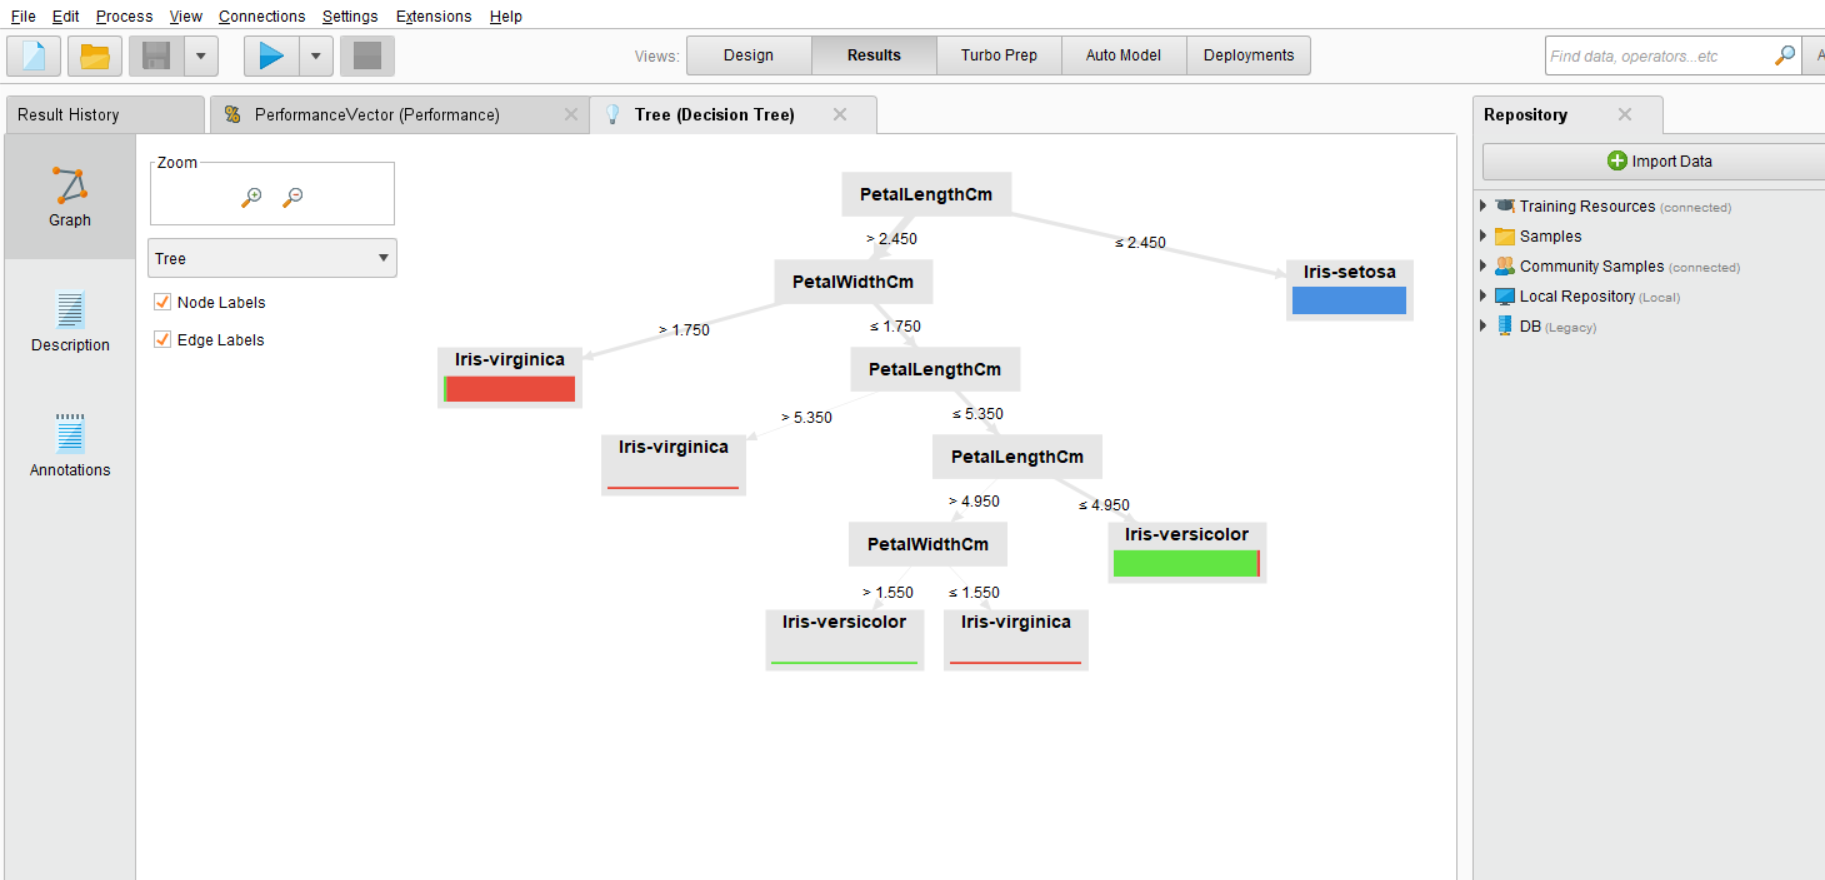 File Edit Process View Connections Settings Extensions Help
Views: Design Results Turbo Prep Auto Model Deployments
Find data, operators...etc
Result History
PerformanceVector (Performance)
Tree (Decision Tree)
Repository
Graph
Description
Annotations
Zoom
Tree
Node Labels
Edge Labels
PetalLengthCm
> 2.450
≤ 2.450
PetalWidthCm
Iris-setosa
> 1.750
≤ 1.750
Iris-virginica
PetalLengthCm
> 5.350
≤ 5.350
Iris-virginica
PetalLengthCm
> 4.950
≤ 4.950
PetalWidthCm
Iris-versicolor
> 1.550
≤ 1.550
Iris-versicolor
Iris-virginica
Import Data
Training Resources (connected)
Samples
Community Samples (connected)
Local Repository (Local)
DB (Legacy)